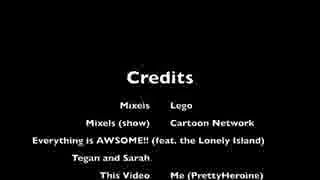 Credits
Mixels Lego
Mixels (show) Cartoon Network
Everything is AWSOME!! (feat. the Lonely Island)
Tegan and Sarah
This Video Me (PrettyHeroine)